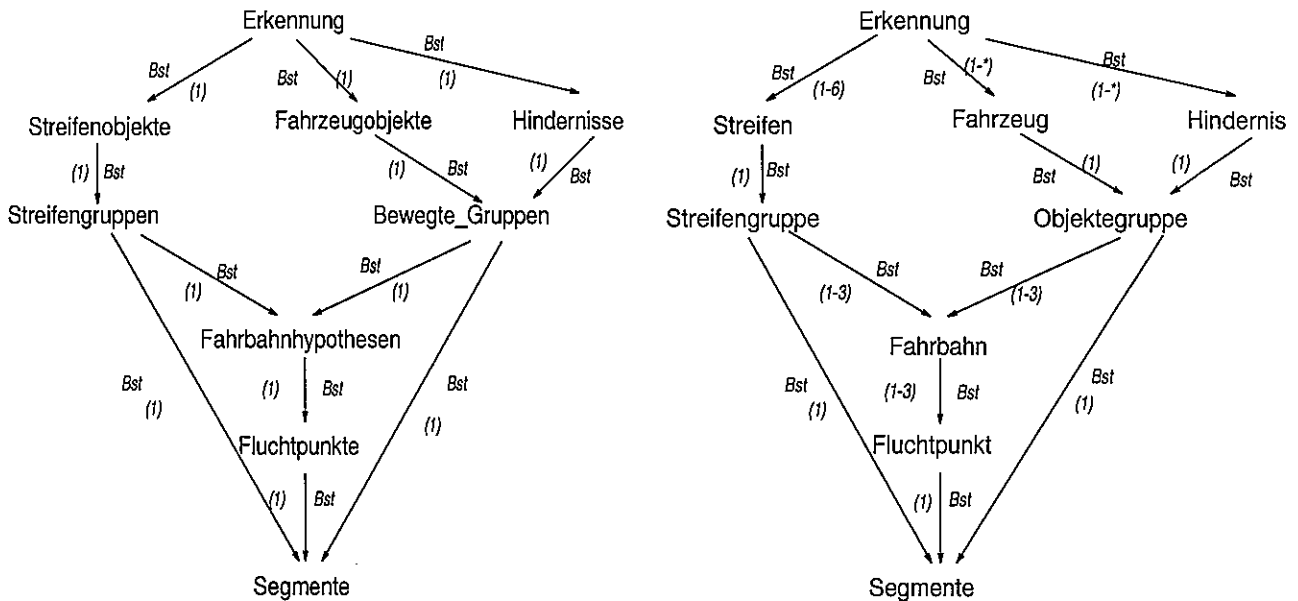 Erkennung
Bst
(1)
Bst
(1)
Bst
(1)
Streifenobjekte
Fahrzeugobjekte
Hindernisse
(1)
Bst
(1)
Bst
(1)
Bst
Streifengruppen
Bewegte_Gruppen
Bst
(1)
Bst
(1)
Fahrbahnhypothesen
Bst
(1)
(1)
Bst
Bst
(1)
Fluchtpunkte
(1)
Bst
Segmente
Erkennung
Bst
(1-6)
Bst
(1-*)
Bst
(1-*)
Streifen
Fahrzeug
Hindernis
(1)
Bst
Bst
(1)
(1)
Bst
Streifengruppe
Objektegruppe
Bst
(1-3)
Bst
(1-3)
Fahrbahn
Bst
(1)
(1-3)
Bst
Bst
(1)
Fluchtpunkt
(1)
Bst
Segmente